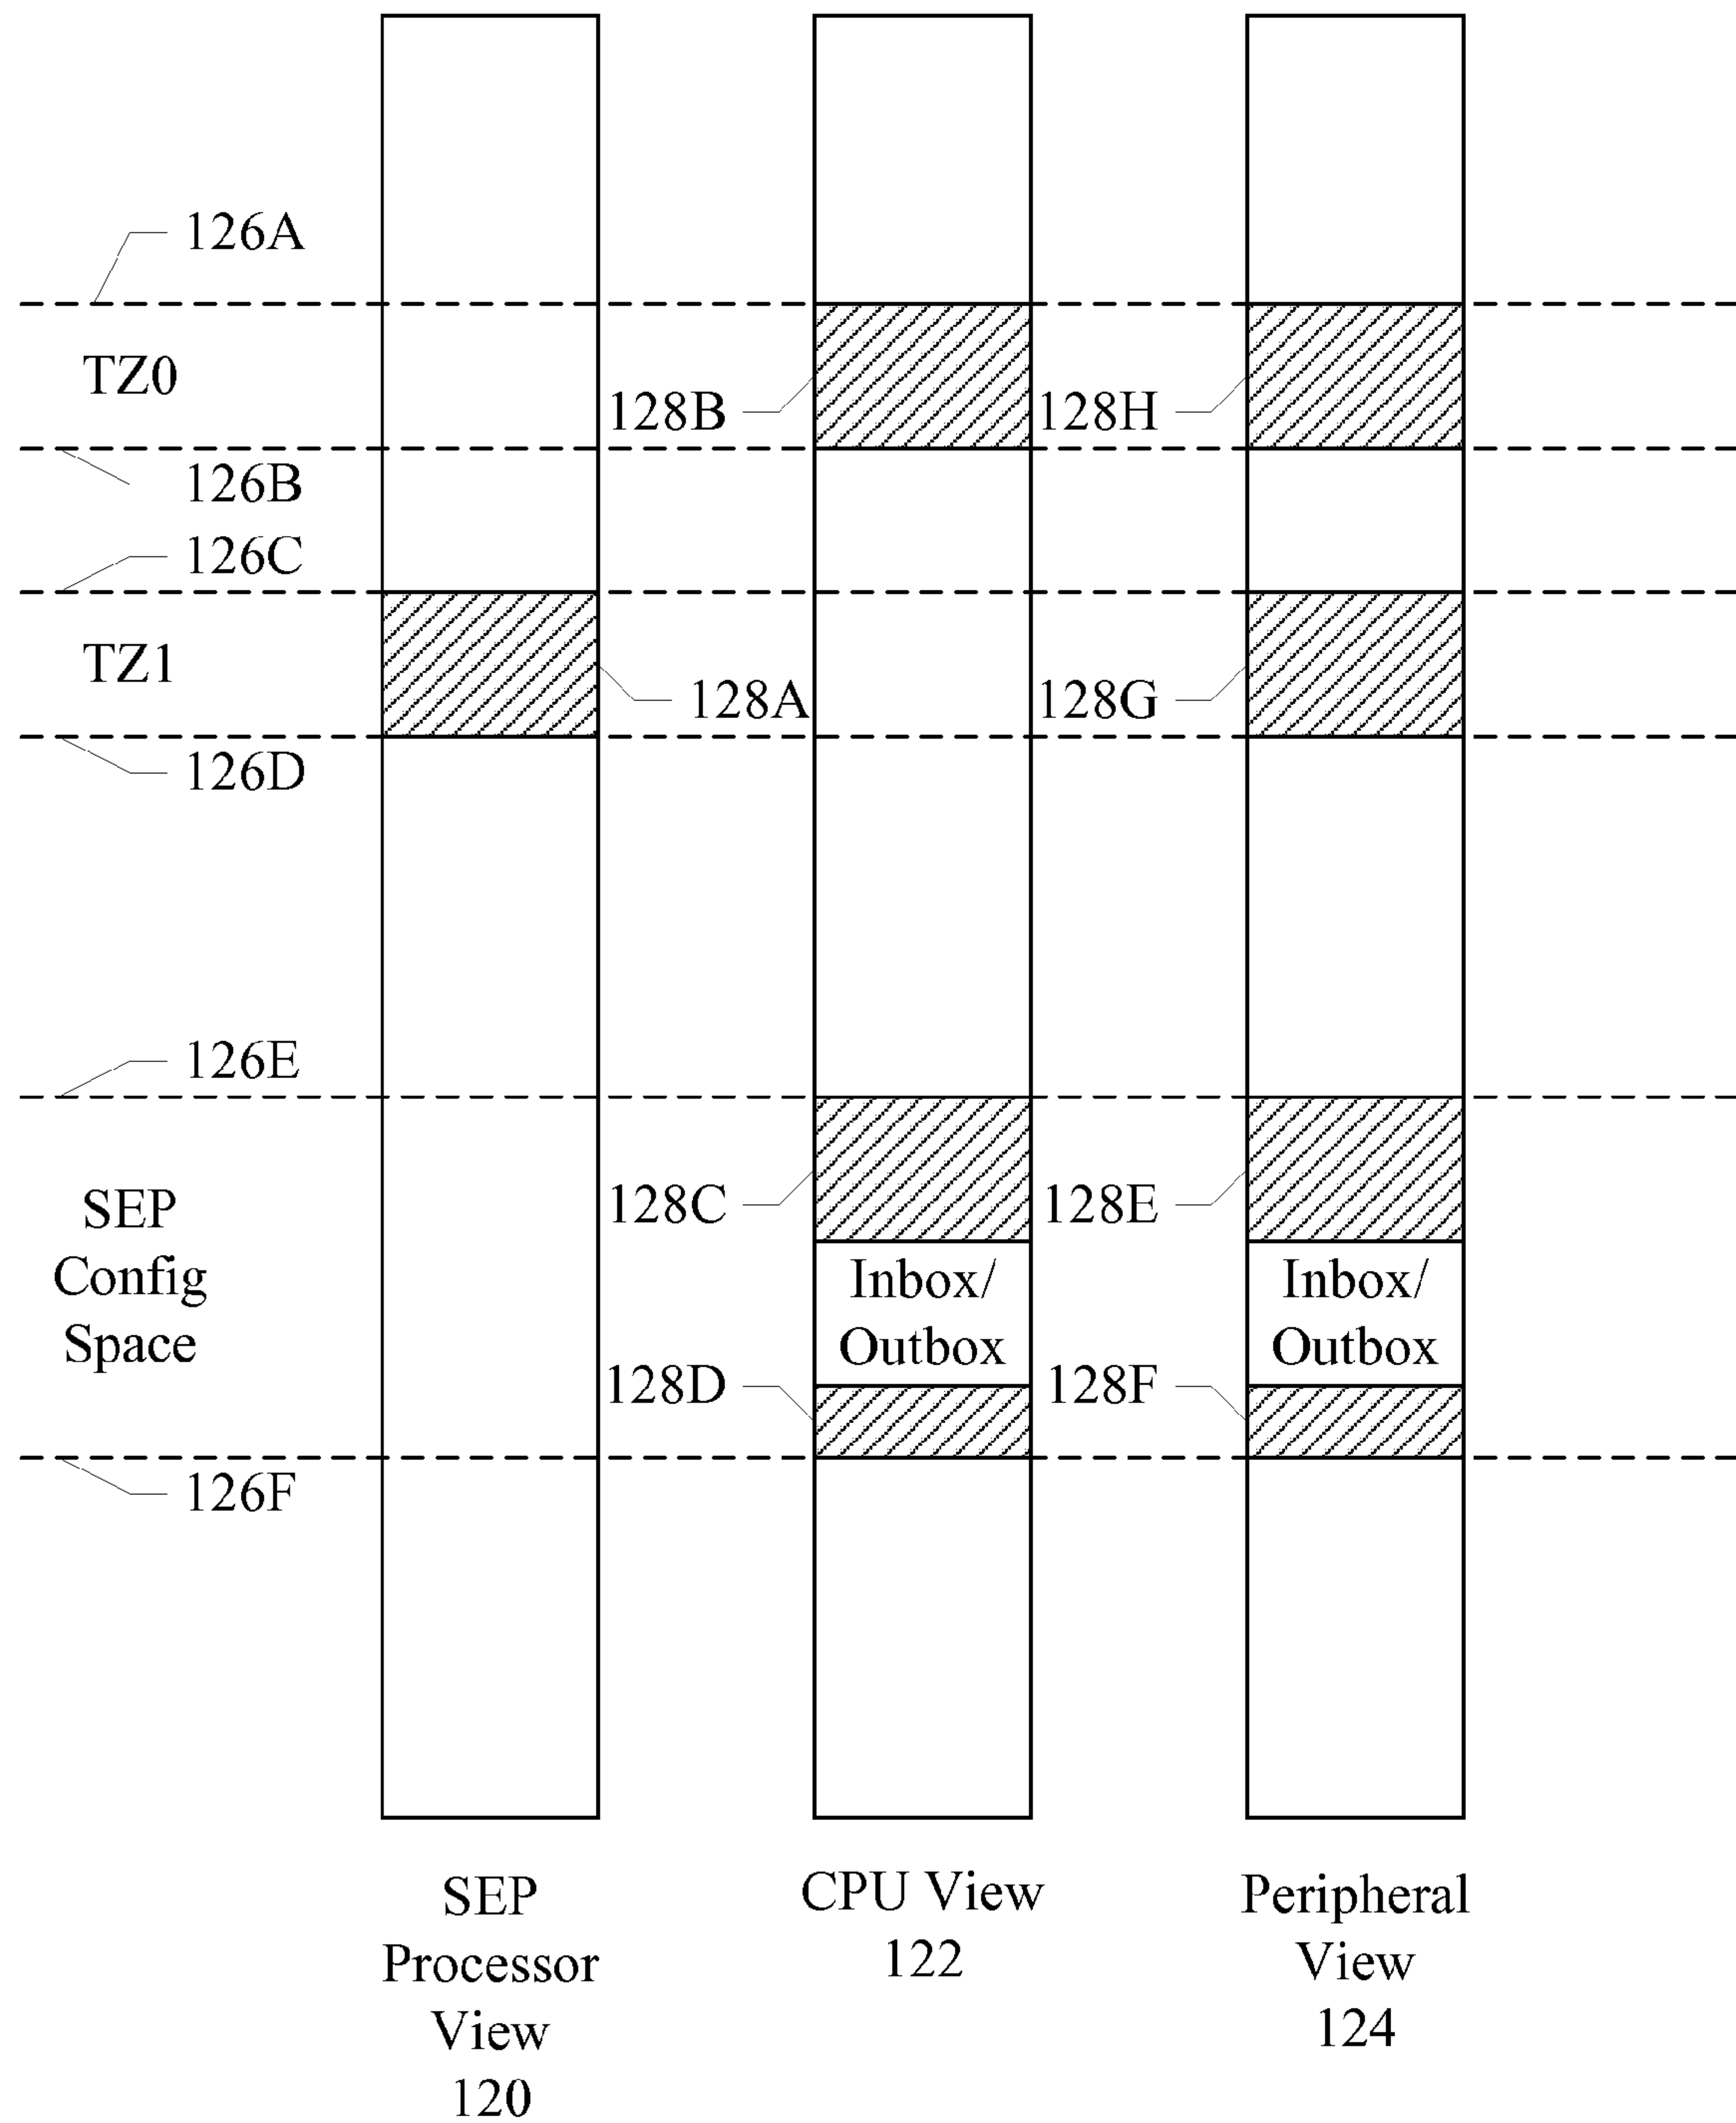 126A
TZ0
128B
128H
126B
126C
TZ1
128A
128G
126D
126E
SEP
Config
Space
128C
128E
Inbox/
Outbox
Inbox/
Outbox
128D
128F
126F
SEP
Processor
View
120
CPU View
122
Peripheral
View
124